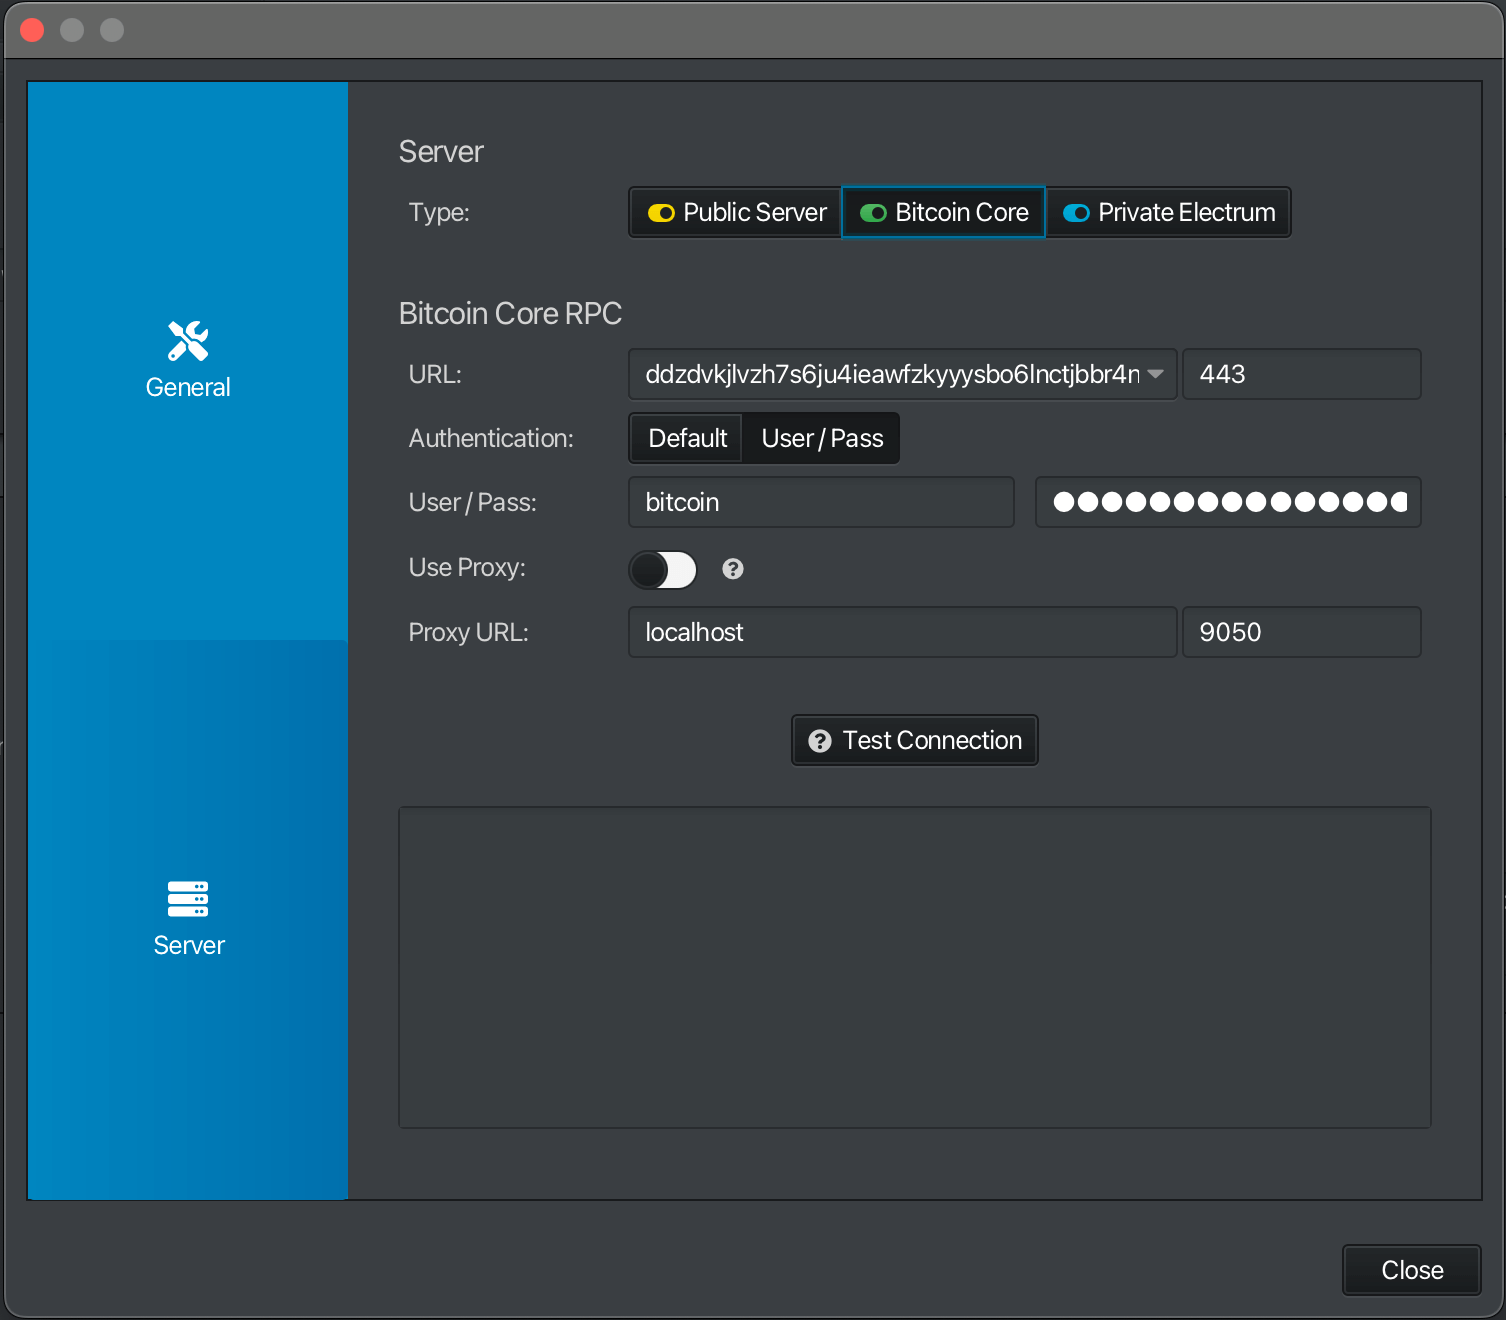 General
Server
Server
Type: Public Server Bitcoin Core Private Electrum
Bitcoin Core RPC
URL: ddzdvkjlvzh7s6ju4ieawfzkyyysbo6lnctjbbr4n 443
Authentication: Default User / Pass
User / Pass: bitcoin
Use Proxy:
Proxy URL: localhost 9050
Test Connection
Close